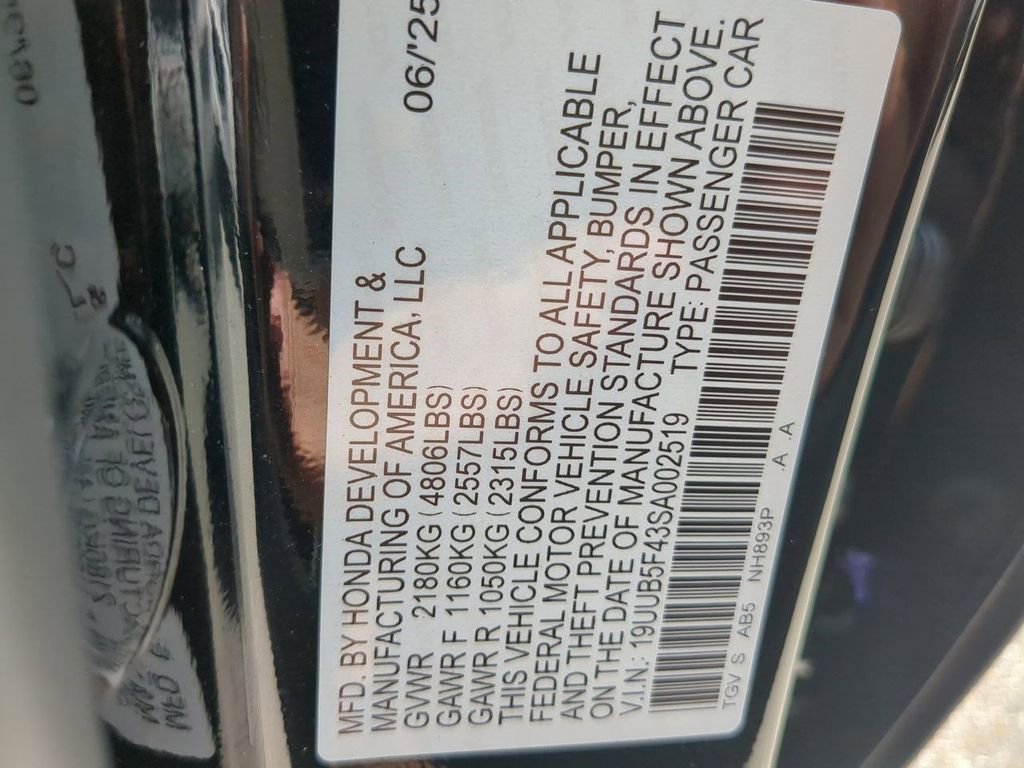 MFD. BY HONDA DEVELOPMENT &
MANUFACTURING OF AMERICA, LLC 06/'25
GVWR 2180KG (4806LBS)
GAWR F 1160KG (2557LBS)
GAWR R 1050KG (2315LBS)
THIS VEHICLE CONFORMS TO ALL APPLICABLE
FEDERAL MOTOR VEHICLE SAFETY, BUMPER,
AND THEFT PREVENTION STANDARDS IN EFFECT
ON THE DATE OF MANUFACTURE SHOWN ABOVE.
V.I.N.: 19UUB5F43SA002519 TYPE: PASSENGER CAR
TGV S AB5 NH893P .A .A